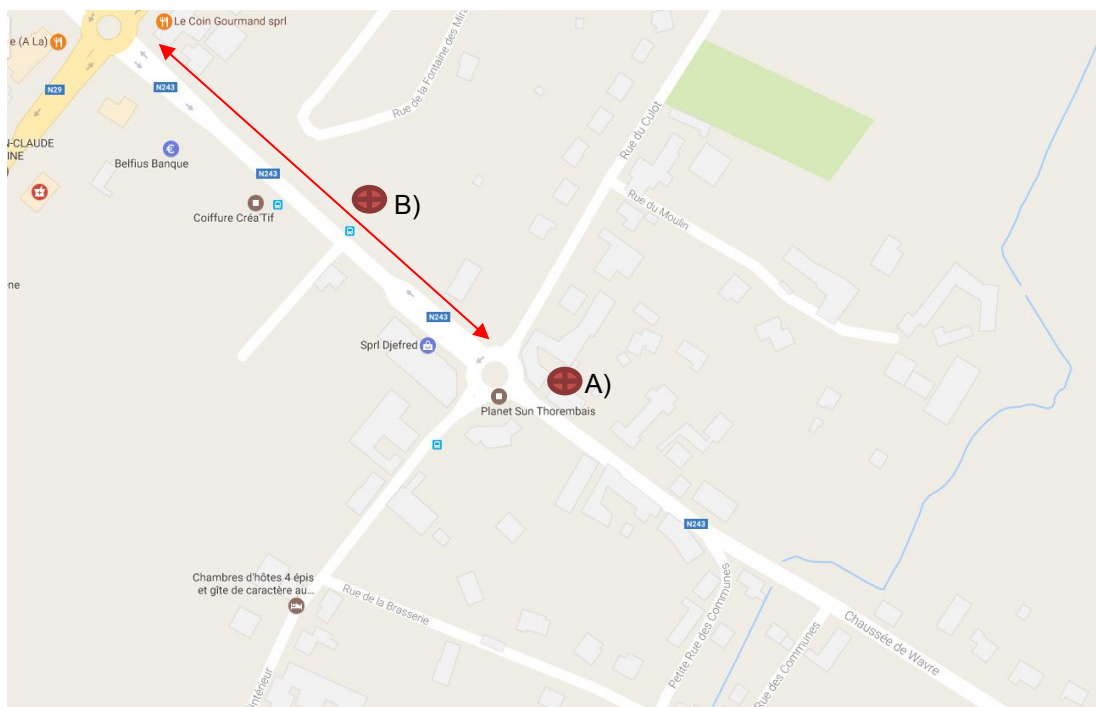 Le Coin Gourmand sprl
e (A La)
N29
N243
Rue de la Fontaine des Mira
Rue du Culot
N-CLAUDE
INE
Belfius Banque
N243
Rue du Moulin
B)
Coiffure Créa'Tif
ne
N243
Sprl Djefred
A)
Planet Sun Thorembais
N243
Chambres d'hôtes 4 épis
et gîte de caractère au...
Rue de la Brasserie
Petite Rue des Communes
Rue des Communes
Chaussée de Wavre
Intérieur